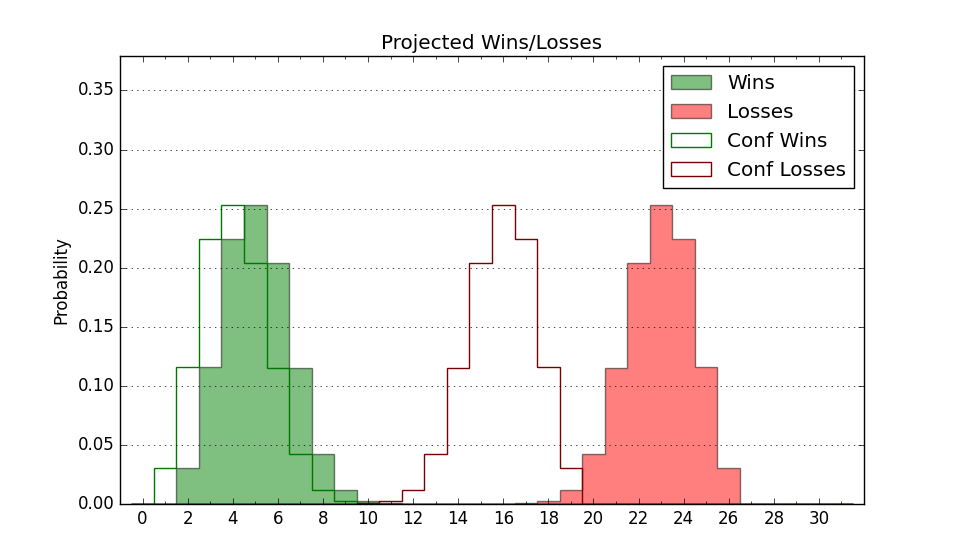 Projected Wins/Losses
Wins
Losses
Conf Wins
Conf Losses
Probability
0.35
0.30
0.25
0.20
0.15
0.10
0.05
0.00
0 2 4 6 8 10 12 14 16 18 20 22 24 26 28 30